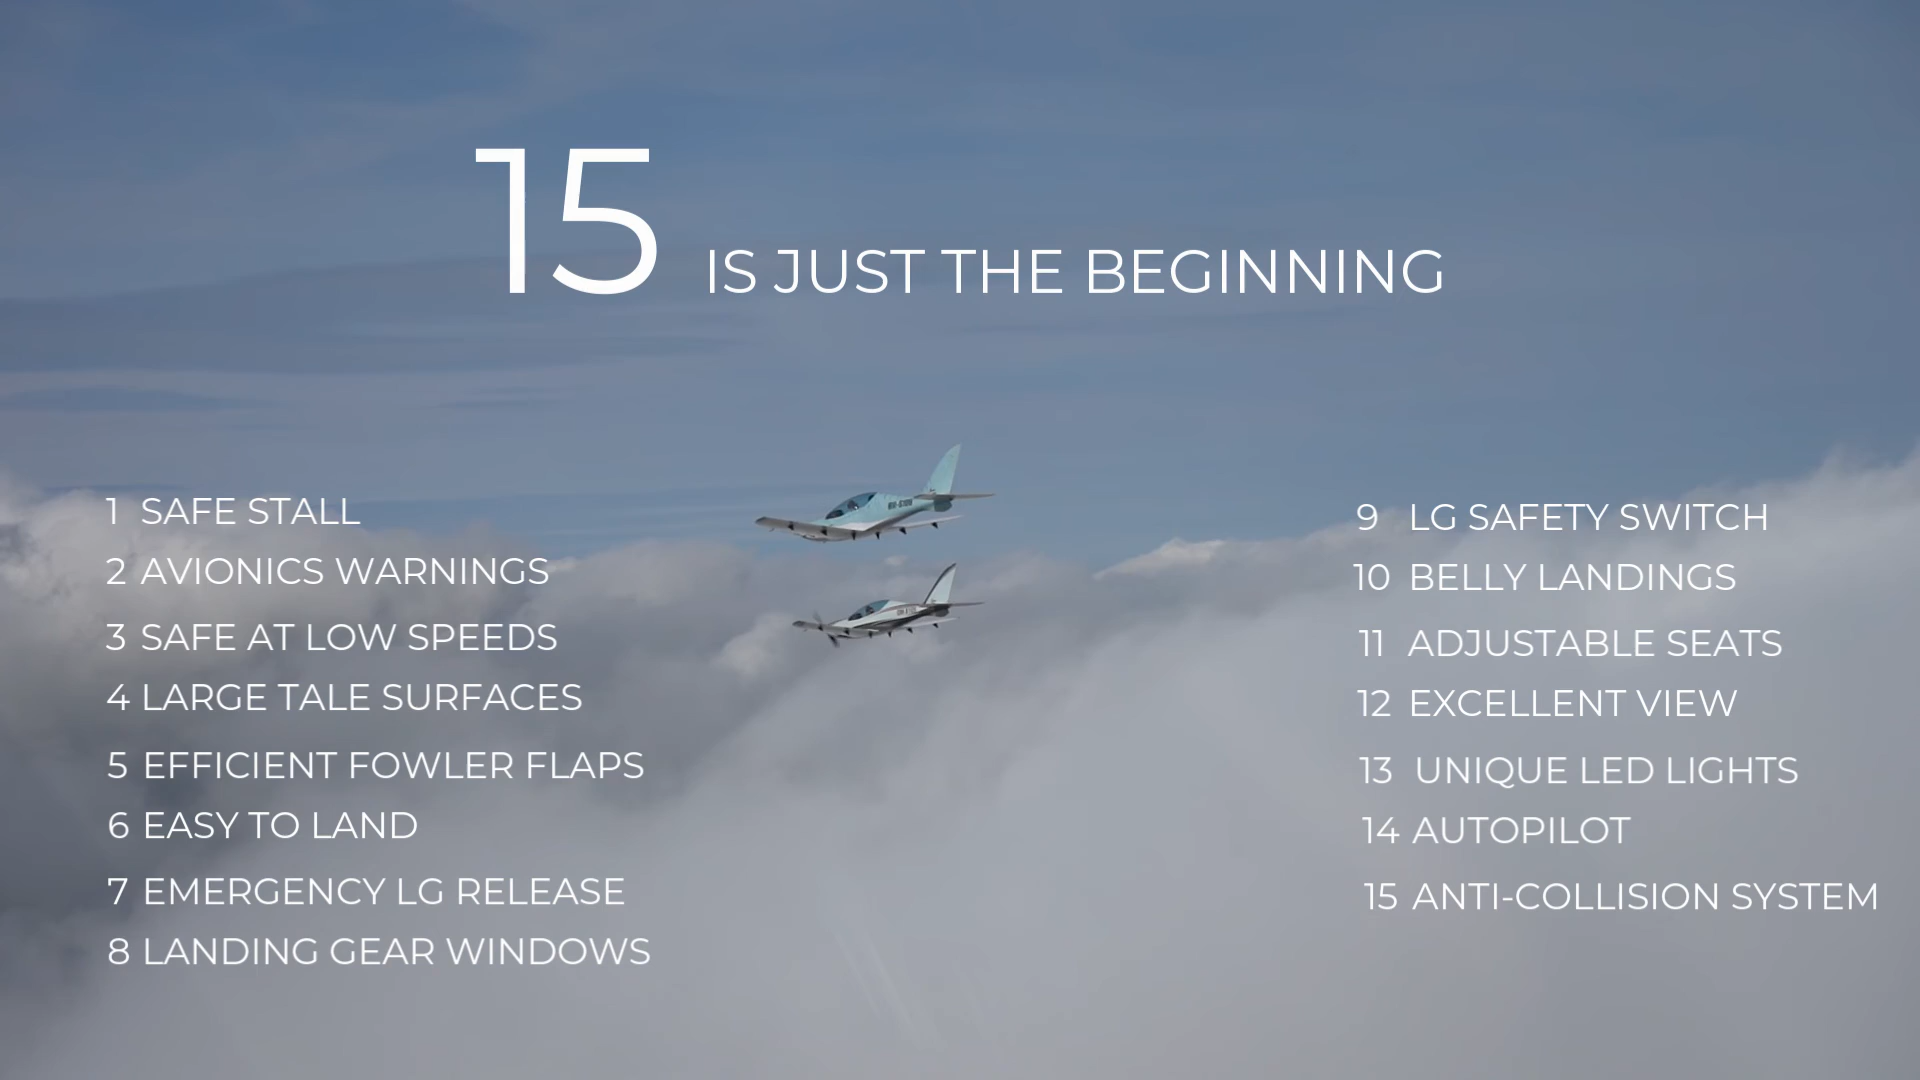 15 IS JUST THE BEGINNING
1 SAFE STALL
2 AVIONICS WARNINGS
3 SAFE AT LOW SPEEDS
4 LARGE TALE SURFACES
5 EFFICIENT FOWLER FLAPS
6 EASY TO LAND
7 EMERGENCY LG RELEASE
8 LANDING GEAR WINDOWS
9 LG SAFETY SWITCH
10 BELLY LANDINGS
11 ADJUSTABLE SEATS
12 EXCELLENT VIEW
13 UNIQUE LED LIGHTS
14 AUTOPILOT
15 ANTI-COLLISION SYSTEM